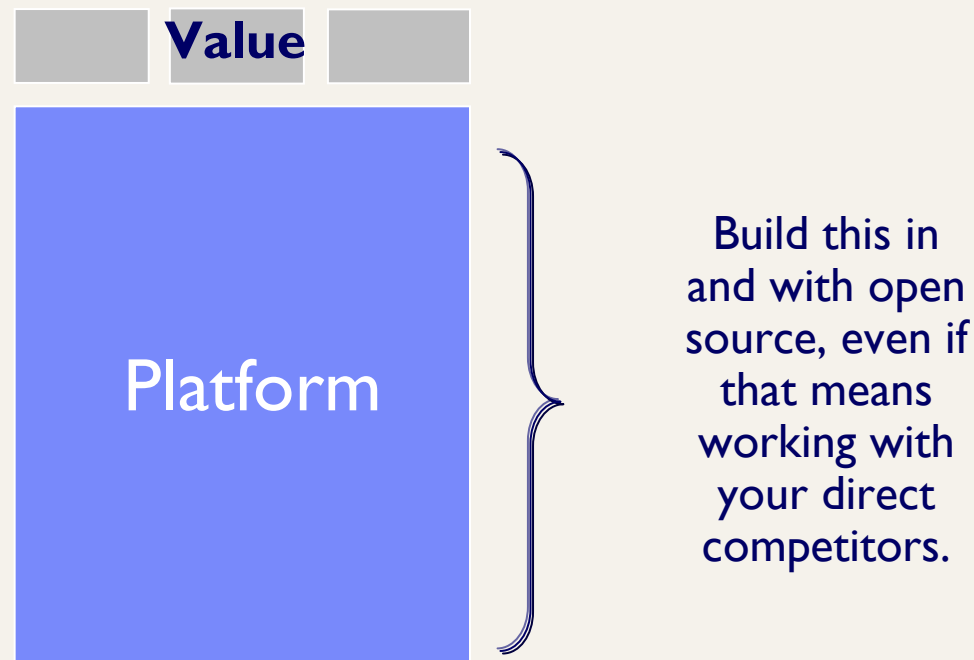 Value
Platform
Build this in
and with open
source, even if
that means
working with
your direct
competitors.